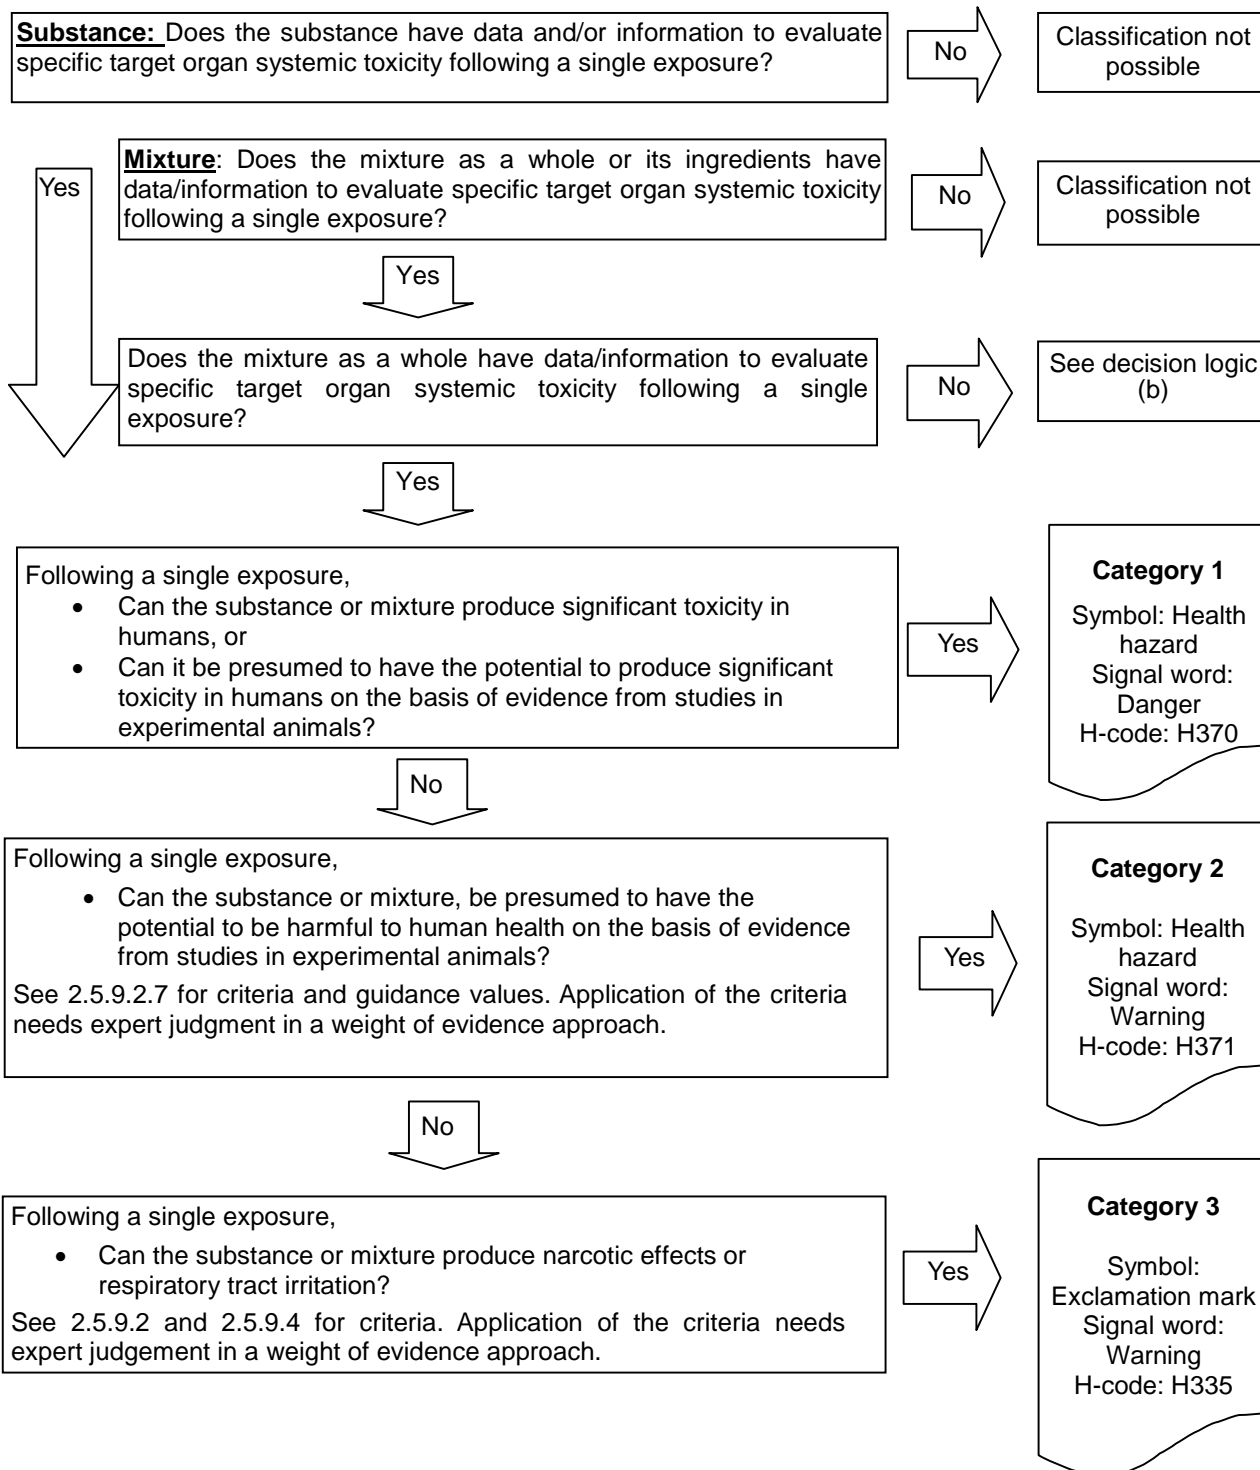 Substance: Does the substance have data and/or information to evaluate
specific target organ systemic toxicity following a single exposure?
No
Classification not
possible
Mixture: Does the mixture as a whole or its ingredients have
data/information to evaluate specific target organ systemic toxicity
following a single exposure?
No
Classification not
possible
Yes
Yes
Does the mixture as a whole have data/information to evaluate
specific target organ systemic toxicity following a single
exposure?
No
See decision logic
(b)
Yes
Following a single exposure,
• Can the substance or mixture produce significant toxicity in
humans, or
• Can it be presumed to have the potential to produce significant
toxicity in humans on the basis of evidence from studies in
experimental animals?
Yes
Category 1
Symbol: Health
hazard
Signal word:
Danger
H-code: H370
No
Following a single exposure,
• Can the substance or mixture, be presumed to have the
potential to be harmful to human health on the basis of evidence
from studies in experimental animals?
See 2.5.9.2.7 for criteria and guidance values. Application of the criteria
needs expert judgment in a weight of evidence approach.
Yes
Category 2
Symbol: Health
hazard
Signal word:
Warning
H-code: H371
No
Following a single exposure,
• Can the substance or mixture produce narcotic effects or
respiratory tract irritation?
See 2.5.9.2 and 2.5.9.4 for criteria. Application of the criteria needs
expert judgement in a weight of evidence approach.
Yes
Category 3
Symbol:
Exclamation mark
Signal word:
Warning
H-code: H335